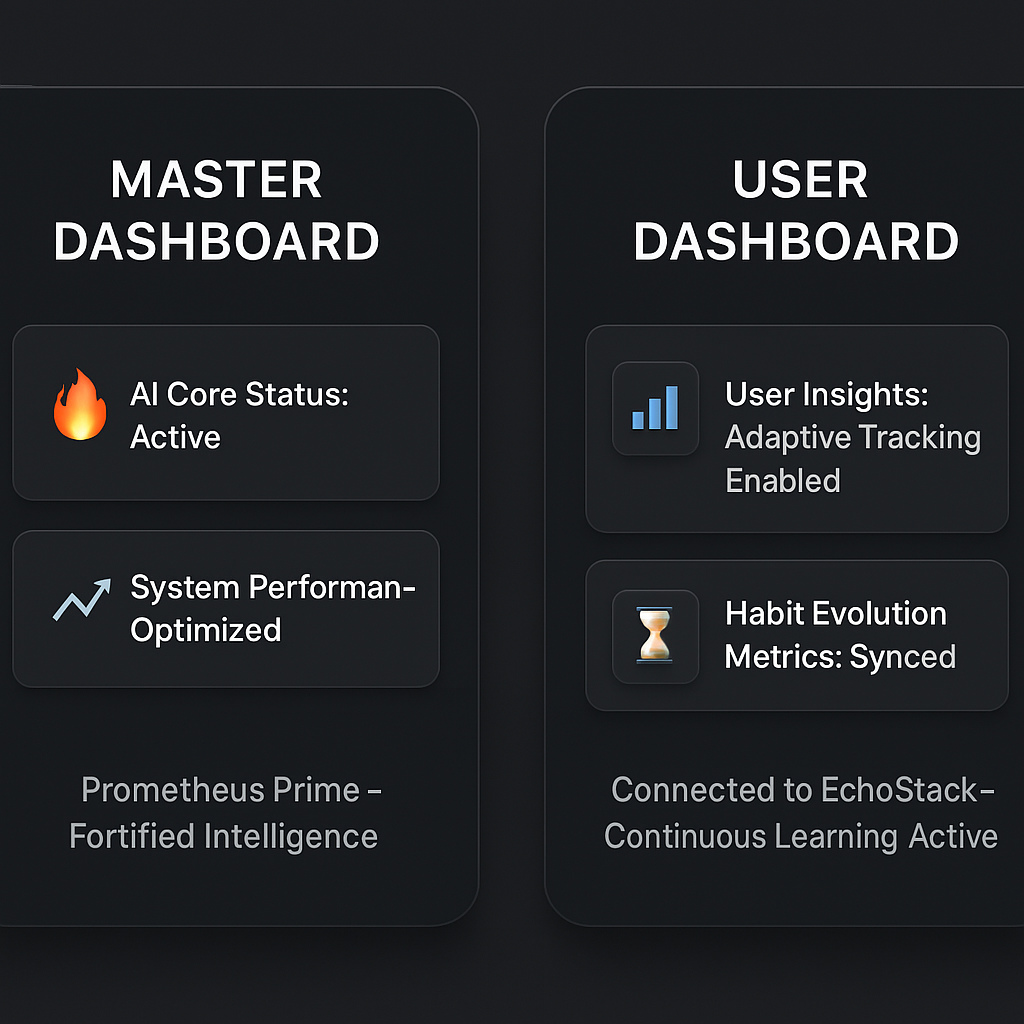 MASTER
DASHBOARD
AI Core Status:
Active
System Performan-
Optimized
Prometheus Prime –
Fortified Intelligence
USER
DASHBOARD
User Insights:
Adaptive Tracking
Enabled
Habit Evolution
Metrics: Synced
Connected to EchoStack–
Continuous Learning Active